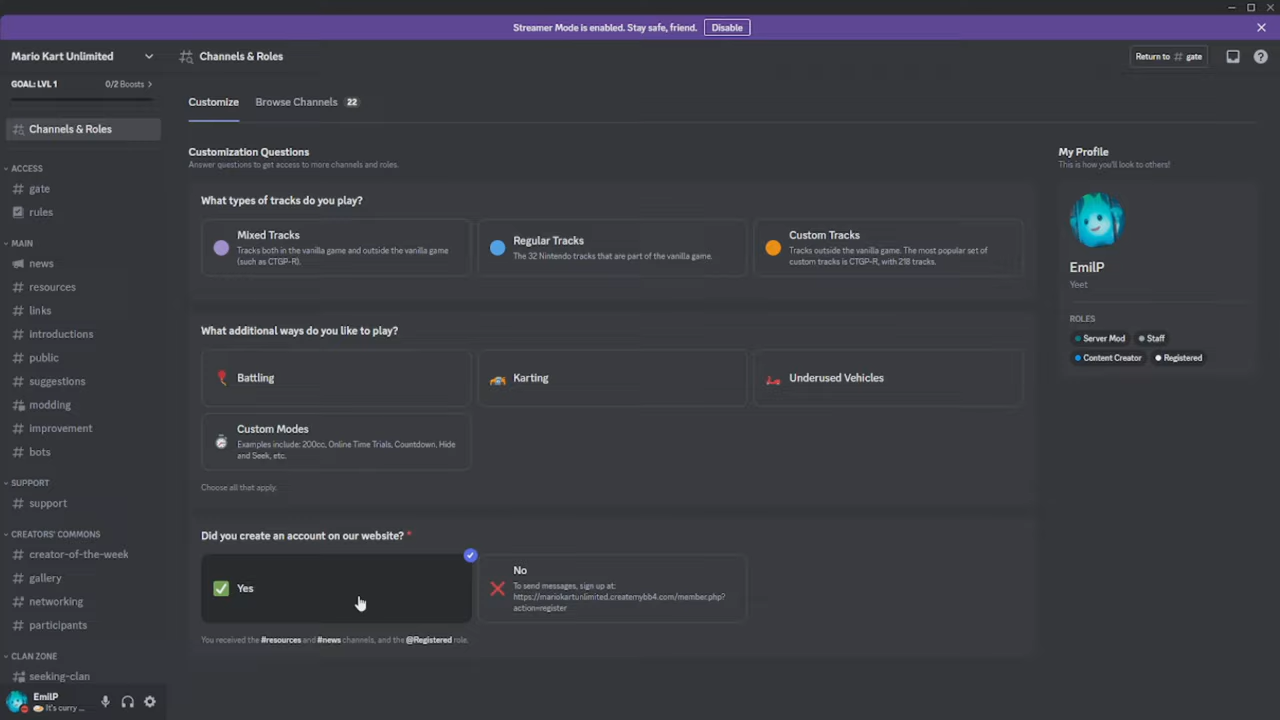 Streamer Mode is enabled. Stay safe, friend. Disable
Mario Kart Unlimited
Channels & Roles
Return to # gate
GOAL: LVL 1 0/2 Boosts
Channels & Roles
ACCESS
gate
rules
MAIN
news
resources
links
introductions
public
suggestions
modding
improvement
bots
SUPPORT
support
CREATORS' COMMONS
creator-of-the-week
gallery
networking
participants
CLAN ZONE
seeking-clan
EmilP
It's curry ...
Customize Browse Channels 22
Customization Questions
Answer questions to get access to more channels and roles.
What types of tracks do you play?
Mixed Tracks
Tracks both in the vanilla game and outside the vanilla game
(such as CTGP-R).
Regular Tracks
The 32 Nintendo tracks that are part of the vanilla game.
Custom Tracks
Tracks outside the vanilla game. The most popular set of
custom tracks is CTGP-R, with 218 tracks.
What additional ways do you like to play?
Battling
Karting
Underused Vehicles
Custom Modes
Examples include: 200cc, Online Time Trials, Countdown, Hide
and Seek, etc.
Choose all that apply.
Did you create an account on our website? *
Yes
No
To send messages, sign up at:
https://mariokartunlimited.createmybb4.com/member.php?
action=register
You received the #resources and #news channels, and the @Registered role.
My Profile
This is how you'll look to others!
EmilP
Yeet
ROLES
Server Mod Staff
Content Creator Registered